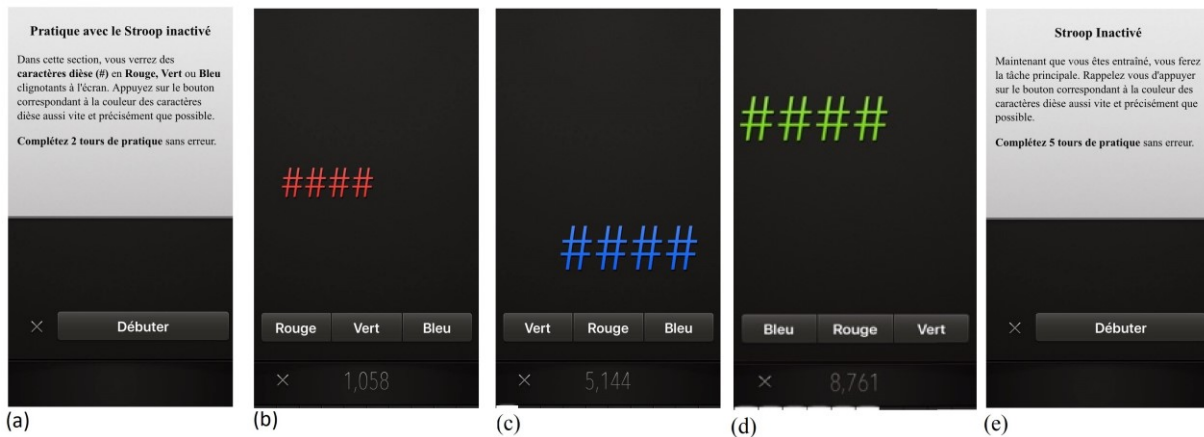 Pratique avec le Stroop inactivé
Dans cette section, vous verrez des
caractères dièse (#) en Rouge, Vert ou Bleu
clignotants à l'écran. Appuyez sur le bouton
correspondant à la couleur des caractères
dièse aussi vite et précisément que possible.
Complétez 2 tours de pratique sans erreur.
× Débuter
(a)
####
Rouge Vert Bleu
× 1,058
(b)
####
Vert Rouge Bleu
× 5,144
(c)
####
Bleu Rouge Vert
× 8,761
(d)
Stroop Inactivé
Maintenant que vous êtes entraîné, vous ferez
la tâche principale. Rappelez vous d'appuyer
sur le bouton correspondant à la couleur des
caractères dièse aussi vite et précisément que
possible.
Complétez 5 tours de pratique sans erreur.
× Débuter
(e)